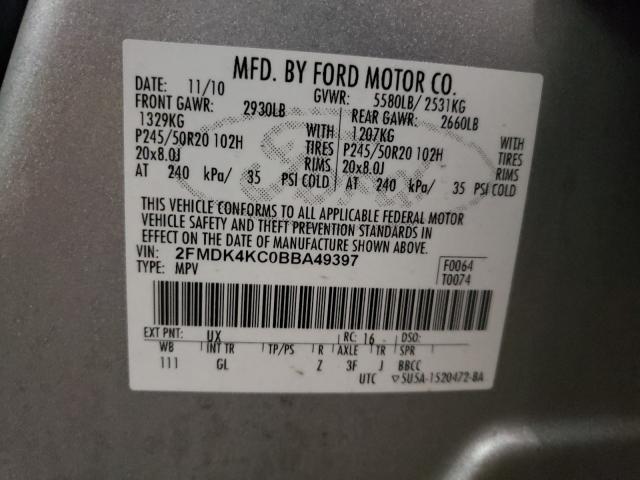 MFD. BY FORD MOTOR CO.
DATE: 11/10 GVWR: 5580LB/ 2531KG
FRONT GAWR: 2930LB REAR GAWR: 2660LB
1329KG WITH 1207KG WITH
P245/50R20 102H TIRES P245/50R20 102H TIRES
20x8.0J RIMS 20x8.0J RIMS
AT 240 kPa/ 35 PSI COLD AT 240 kPa/ 35 PSI COLD
THIS VEHICLE CONFORMS TO ALL APPLICABLE FEDERAL MOTOR
VEHICLE SAFETY AND THEFT PREVENTION STANDARDS IN
EFFECT ON THE DATE OF MANUFACTURE SHOWN ABOVE.
VIN: 2FMDK4KC0BBA49397 F0064
TYPE: MPV T0074
EXT PNT: UX RC: 16 DSO:
WB INT TR TP/PS R AXLE TR SPR
111 GL Z 3F J BBCC
UTC ▽5U5A-1520472-BA